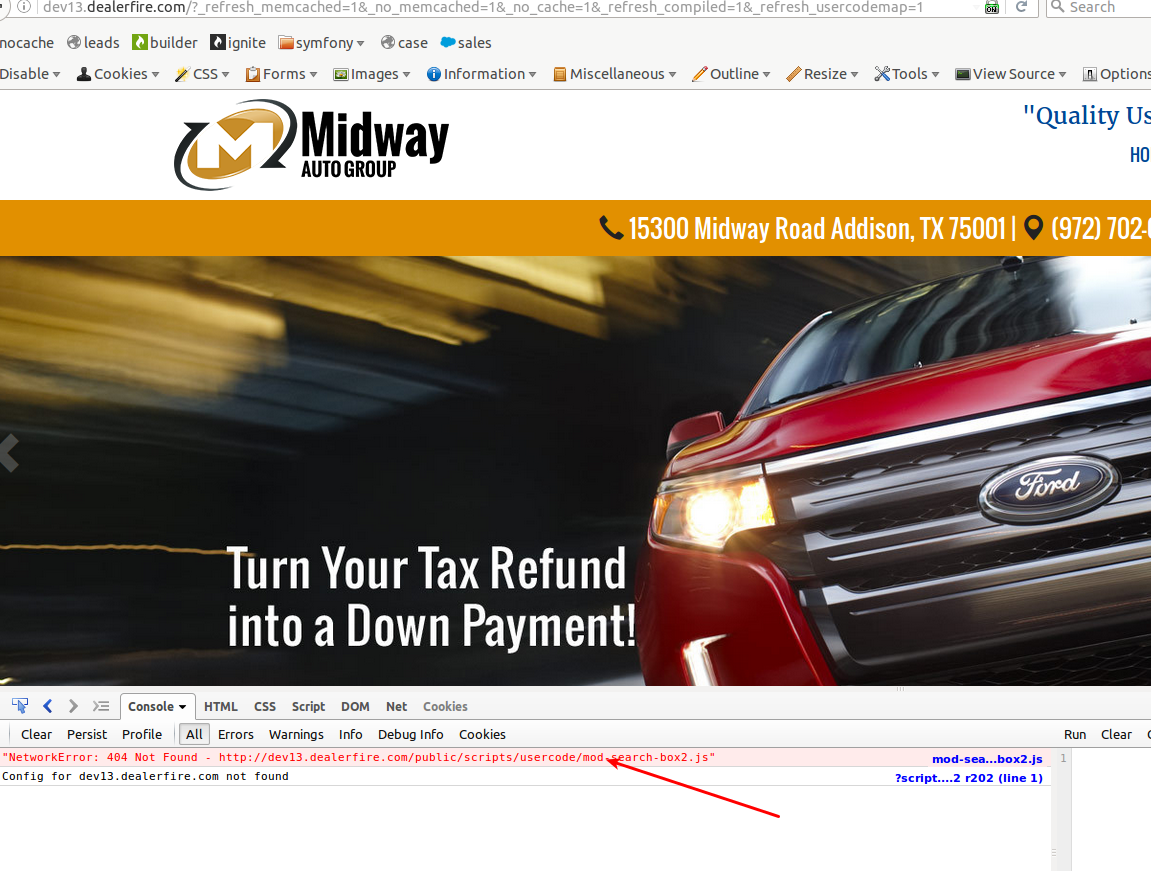 dev13.dealerfire.com/?_refresh_memcached=1&_no_memcached=1&_no_cache=1&_refresh_compiled=1&_refresh_usercodemap=1 Search
nocache leads builder ignite symfony case sales
Disable Cookies CSS Forms Images Information Miscellaneous Outline Resize Tools View Source Options
M Midway
AUTO GROUP
"Quality Us
HO
15300 Midway Road Addison, TX 75001 | (972) 702-
Ford
Turn Your Tax Refund
into a Down Payment!
Console HTML CSS Script DOM Net Cookies
Clear Persist Profile All Errors Warnings Info Debug Info Cookies Run Clear
"NetworkError: 404 Not Found - http://dev13.dealerfire.com/public/scripts/usercode/mod-search-box2.js" mod-sea...box2.js 1
Config for dev13.dealerfire.com not found ?script....2 r202 (line 1)